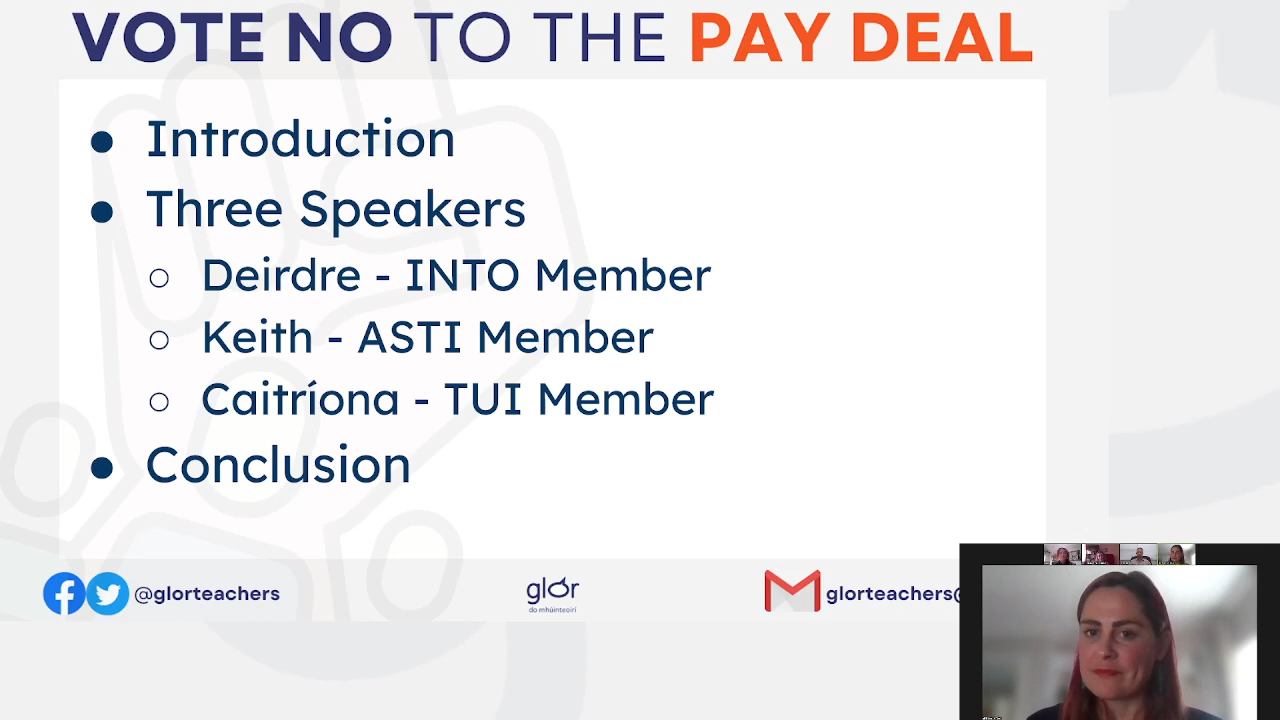 VOTE NO TO THE PAY DEAL
● Introduction
● Three Speakers
○ Deirdre - INTO Member
○ Keith - ASTI Member
○ Caitríona - TUI Member
● Conclusion
@glorteachers
glór
do mhúinteoirí
glorteachers@